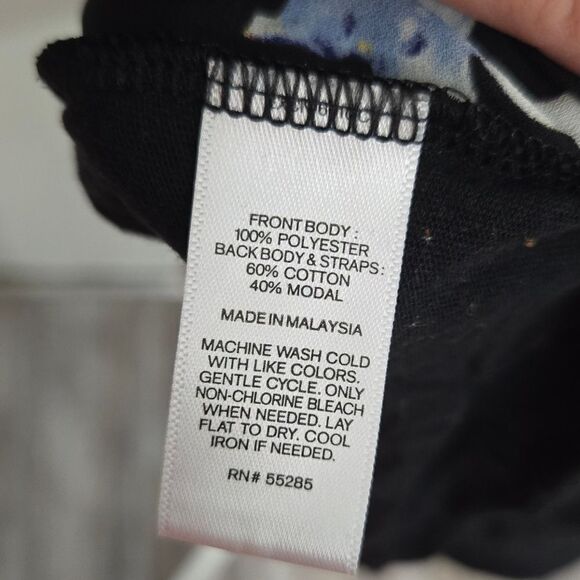 FRONT BODY :
100% POLYESTER
BACK BODY & STRAPS :
60% COTTON
40% MODAL
MADE IN MALAYSIA
MACHINE WASH COLD
WITH LIKE COLORS.
GENTLE CYCLE. ONLY
NON-CHLORINE BLEACH
WHEN NEEDED. LAY
FLAT TO DRY. COOL
IRON IF NEEDED.
RN# 55285